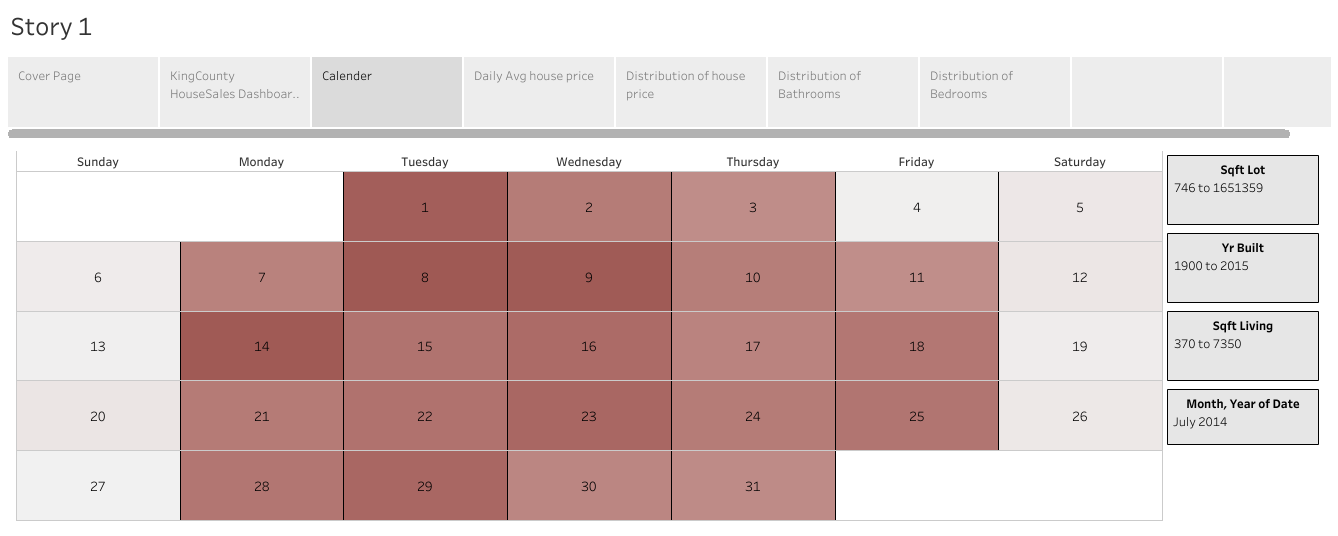 Story 1
Cover Page
KingCounty
HouseSales Dashboar..
Calender
Daily Avg house price
Distribution of house
price
Distribution of
Bathrooms
Distribution of
Bedrooms
Sunday Monday Tuesday Wednesday Thursday Friday Saturday
1 2 3 4 5
6 7 8 9 10 11 12
13 14 15 16 17 18 19
20 21 22 23 24 25 26
27 28 29 30 31
Sqft Lot
746 to 1651359
Yr Built
1900 to 2015
Sqft Living
370 to 7350
Month, Year of Date
July 2014